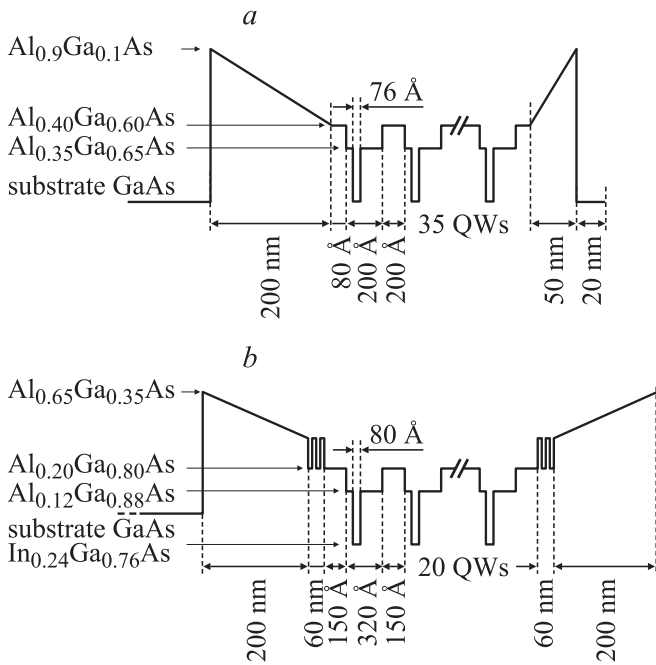 a
Al0.9Ga0.1As
76 Å
Al0.40Ga0.60As
Al0.35Ga0.65As
substrate GaAs
35 QWs
200 nm
80 Å
200 Å
200 Å
50 nm
20 nm
b
Al0.65Ga0.35As
80 Å
Al0.20Ga0.80As
Al0.12Ga0.88As
substrate GaAs
In0.24Ga0.76As
20 QWs
200 nm
60 nm
150 Å
320 Å
150 Å
60 nm
200 nm